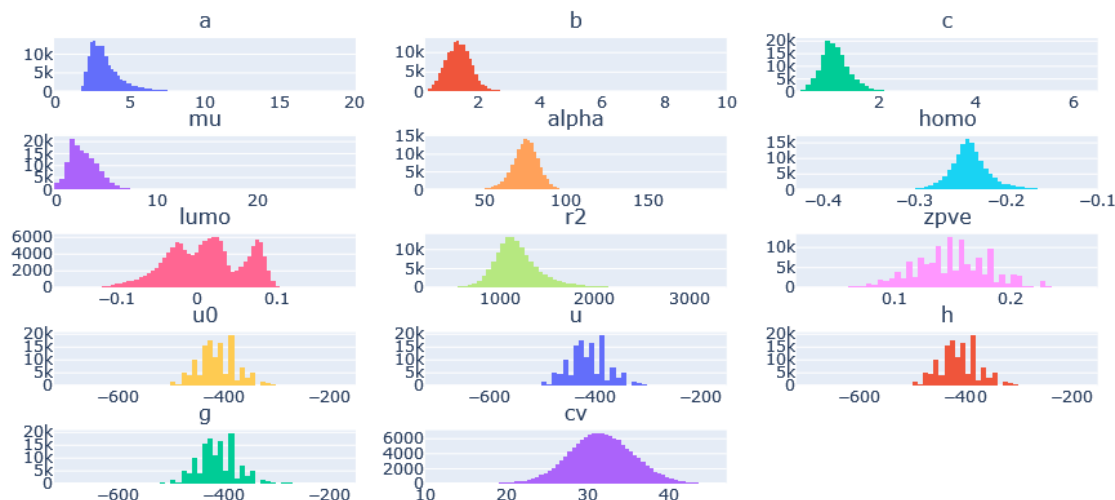 a
b
c
10k
5k
0
0
5
10
15
20
10k
5k
0
2
4
6
8
10
20k
15k
10k
5k
0
2
4
6
mu
alpha
homo
20k
15k
10k
5k
0
0
10
20
15k
10k
5k
0
50
100
150
15k
10k
5k
0
−0.4
−0.3
−0.2
−0.1
lumo
r2
zpve
6000
4000
2000
0
−0.1
0
0.1
10k
5k
0
1000
2000
3000
10k
5k
0
0.1
0.2
u0
u
h
20k
15k
10k
5k
0
−600
−400
−200
20k
15k
10k
5k
0
−600
−400
−200
20k
15k
10k
5k
0
−600
−400
−200
g
cv
20k
15k
10k
5k
0
−600
−400
−200
6000
4000
2000
0
10
20
30
40